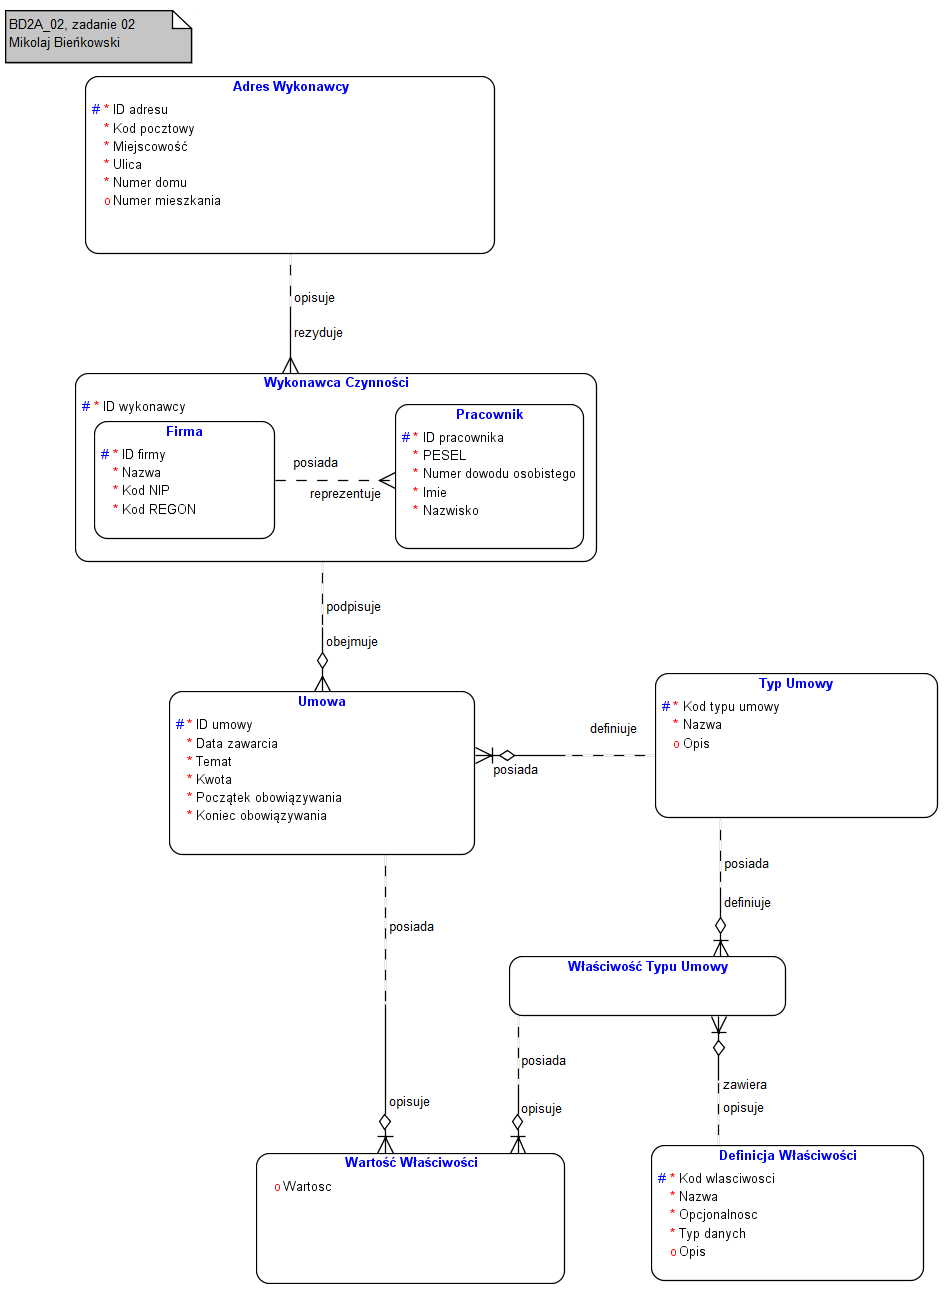 BD2A_02, zadanie 02
Mikolaj Bieńkowski
Adres Wykonawcy
# * ID adresu
* Kod pocztowy
* Miejscowość
* Ulica
* Numer domu
o Numer mieszkania
opisuje
rezyduje
Wykonawca Czynności
# * ID wykonawcy
Firma
# * ID firmy
* Nazwa
* Kod NIP
* Kod REGON
posiada
reprezentuje
Pracownik
# * ID pracownika
* PESEL
* Numer dowodu osobistego
* Imie
* Nazwisko
podpisuje
obejmuje
Umowa
# * ID umowy
* Data zawarcia
* Temat
* Kwota
* Początek obowiązywania
* Koniec obowiązywania
definiuje
posiada
Typ Umowy
# * Kod typu umowy
* Nazwa
o Opis
posiada
definiuje
posiada
opisuje
Właściwość Typu Umowy
posiada
opisuje
zawiera
opisuje
Wartość Właściwości
o Wartosc
Definicja Właściwości
# * Kod wlasciwosci
* Nazwa
* Opcjonalnosc
* Typ danych
o Opis